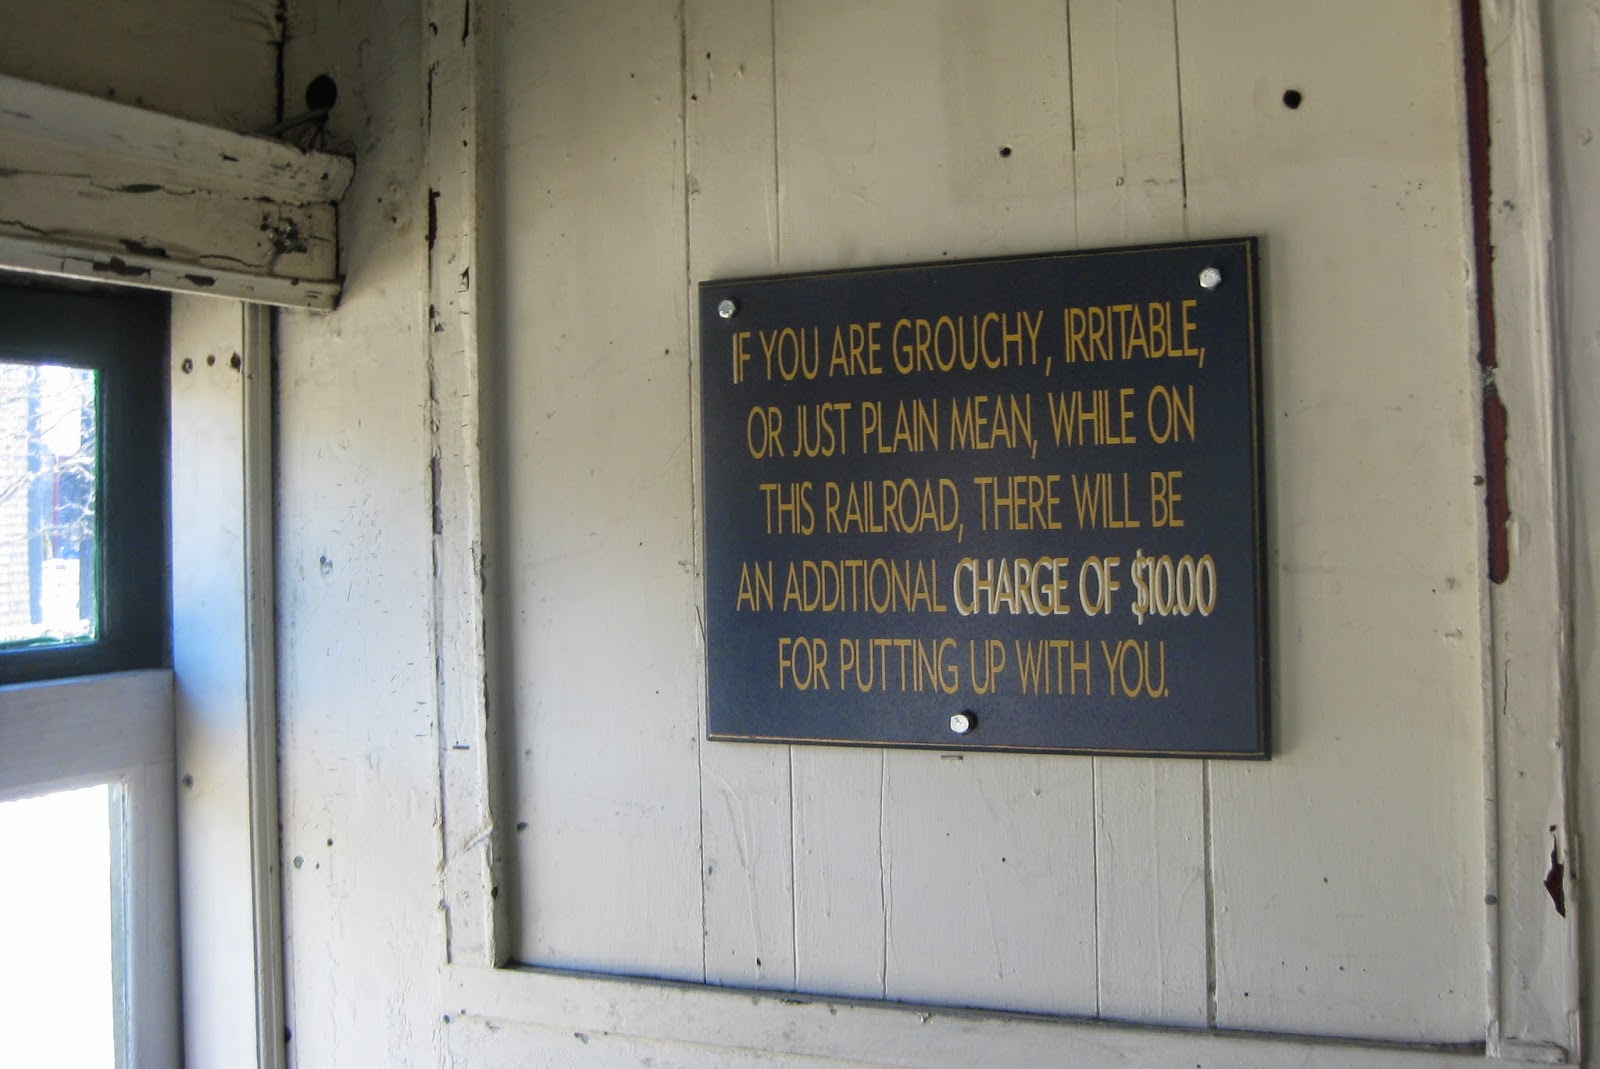 IF YOU ARE GROUCHY, IRRITABLE,
OR JUST PLAIN MEAN, WHILE ON
THIS RAILROAD, THERE WILL BE
AN ADDITIONAL CHARGE OF $10.00
FOR PUTTING UP WITH YOU.